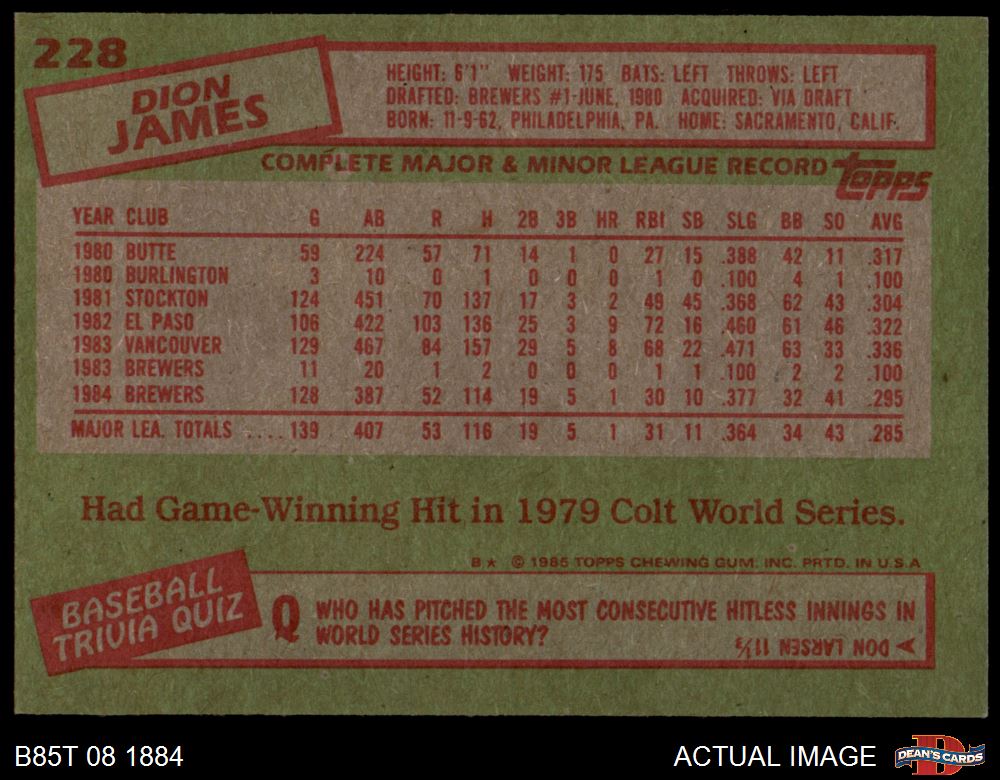 228
DION
JAMES
HEIGHT: 6'1" WEIGHT: 175 BATS: LEFT THROWS: LEFT
DRAFTED: BREWERS #1-JUNE, 1980 ACQUIRED: VIA DRAFT
BORN: 11-9-62, PHILADELPHIA, PA. HOME: SACRAMENTO, CALIF.
COMPLETE MAJOR & MINOR LEAGUE RECORD
TOPPS
YEAR CLUB G AB R H 2B 3B HR RBI SB SLG BB SO AVG
1980 BUTTE 59 224 57 71 14 1 0 27 15 .388 42 11 .317
1980 BURLINGTON 3 10 0 1 0 0 0 1 0 .100 4 1 .100
1981 STOCKTON 124 451 70 137 17 3 2 49 45 .368 62 43 .304
1982 EL PASO 106 422 103 136 25 3 9 72 16 .460 61 46 .322
1983 VANCOUVER 129 467 84 157 29 5 8 68 22 .471 63 33 .336
1983 BREWERS 11 20 1 2 0 0 0 1 1 .100 2 2 .100
1984 BREWERS 128 387 52 114 19 5 1 30 10 .377 32 41 .295
MAJOR LEA. TOTALS .... 139 407 53 116 19 5 1 31 11 .364 34 43 .285
Had Game-Winning Hit in 1979 Colt World Series.
B★ © 1985 TOPPS CHEWING GUM, INC. PRTD. IN U.S.A
BASEBALL
TRIVIA QUIZ
Q WHO HAS PITCHED THE MOST CONSECUTIVE HITLESS INNINGS IN
WORLD SERIES HISTORY?
DON LARSEN 11⅓
B85T 08 1884
ACTUAL IMAGE
D
DEAN'S CARDS